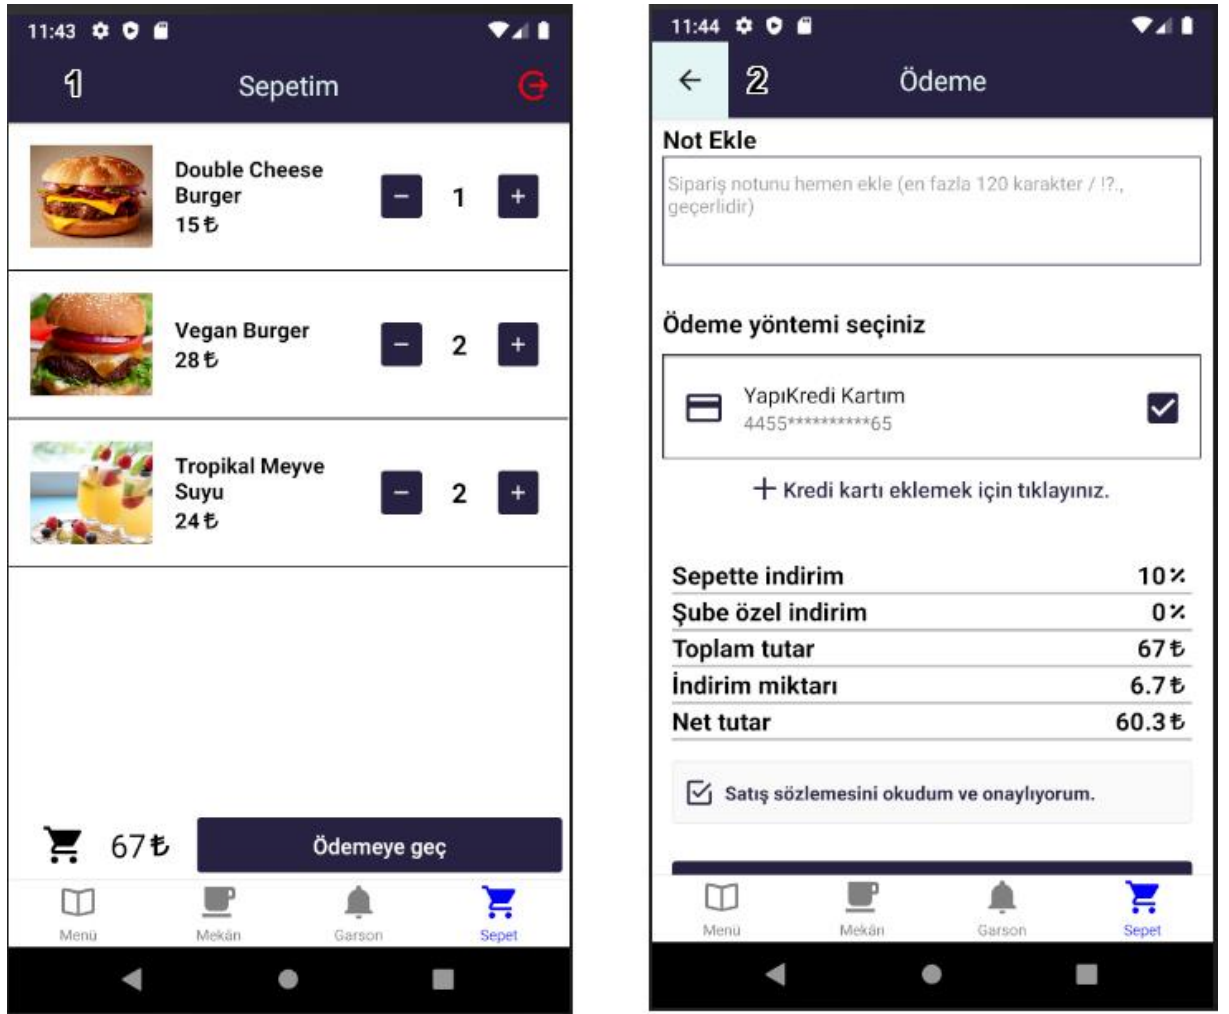 11:43
1
Sepetim
Double Cheese
Burger
15₺
- 1 +
Vegan Burger
28₺
- 2 +
Tropikal Meyve
Suyu
24₺
- 2 +
67₺
Ödemeye geç
Menü Mekân Garson Sepet
11:44
2
Ödeme
Not Ekle
Sipariş notunu hemen ekle (en fazla 120 karakter / !?.,
geçerlidir)
Ödeme yöntemi seçiniz
YapıKredi Kartım
4455**********65
+ Kredi kartı eklemek için tıklayınız.
Sepette indirim 10%
Şube özel indirim 0%
Toplam tutar 67₺
İndirim miktarı 6.7₺
Net tutar 60.3₺
Satış sözlemesini okudum ve onaylıyorum.
Menü Mekân Garson Sepet